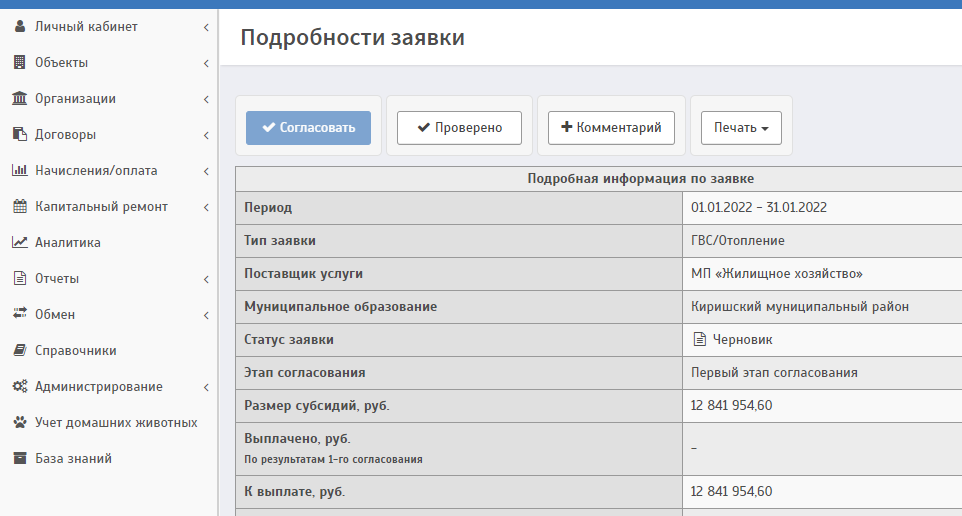 Личный кабинет
Объекты
Организации
Договоры
Начисления/оплата
Капитальный ремонт
Аналитика
Отчеты
Обмен
Справочники
Администрирование
Учет домашних животных
База знаний
Подробности заявки
Согласовать
Проверено
Комментарий
Печать
Подробная информация по заявке
Период 01.01.2022 - 31.01.2022
Тип заявки ГВС/Отопление
Поставщик услуги МП «Жилищное хозяйство»
Муниципальное образование Киришский муниципальный район
Статус заявки Черновик
Этап согласования Первый этап согласования
Размер субсидий, руб. 12 841 954,60
Выплачено, руб. -
По результатам 1-го согласования
К выплате, руб. 12 841 954,60